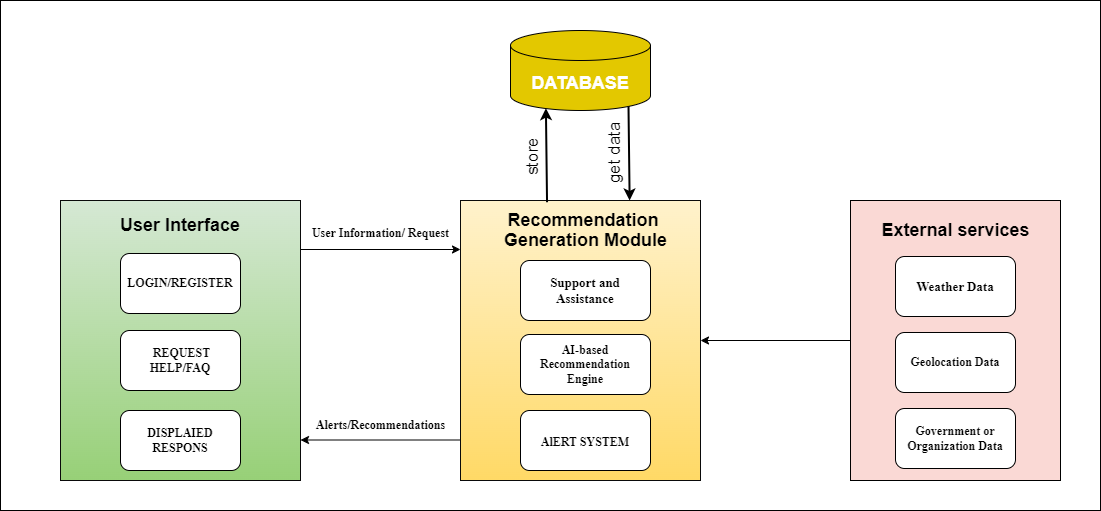 DATABASE
store
get data
User Interface
LOGIN/REGISTER
REQUEST
HELP/FAQ
DISPLAIED
RESPONS
User Information/ Request
Alerts/Recommendations
Recommendation
Generation Module
Support and
Assistance
AI-based
Recommendation
Engine
AlERT SYSTEM
External services
Weather Data
Geolocation Data
Government or
Organization Data